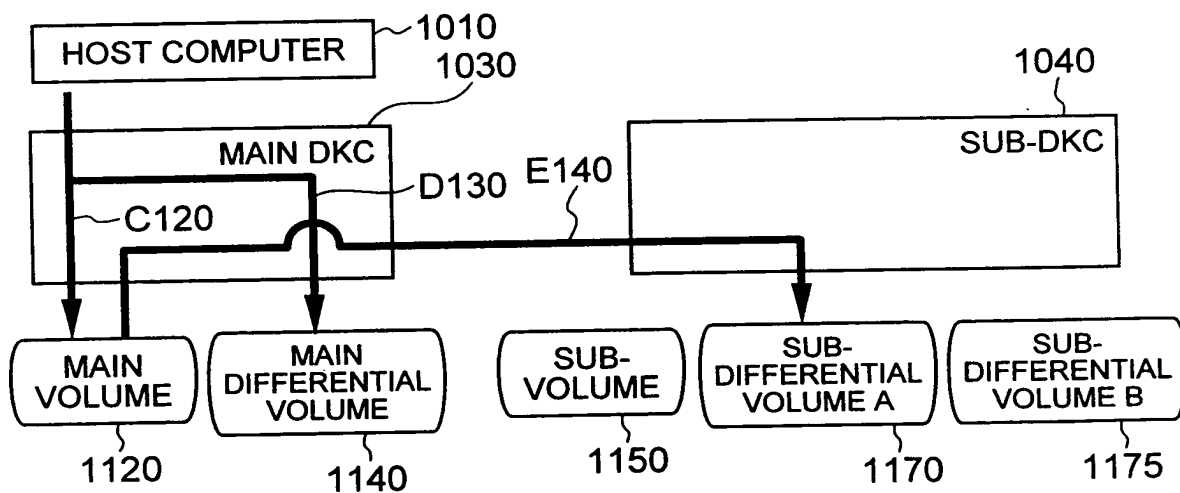 HOST COMPUTER
1010
1030
1040
MAIN DKC
SUB-DKC
D130
E140
C120
MAIN
VOLUME
MAIN
DIFFERENTIAL
VOLUME
SUB-
VOLUME
SUB-
DIFFERENTIAL
VOLUME A
SUB-
DIFFERENTIAL
VOLUME B
1120
1140
1150
1170
1175